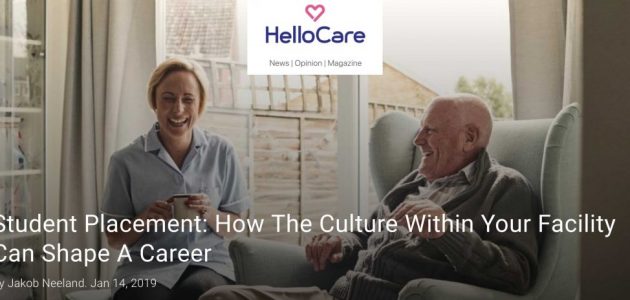 HelloCare
News | Opinion | Magazine
Student Placement: How The Culture Within Your Facility
Can Shape A Career
y Jakob Neeland. Jan 14, 2019